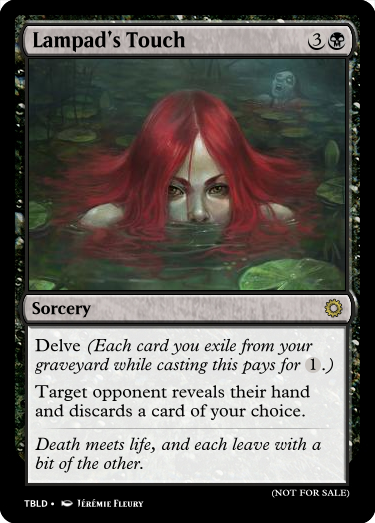 Lampad's Touch 3
Sorcery
Delve (Each card you exile from your
graveyard while casting this pays for 1.)
Target opponent reveals their hand
and discards a card of your choice.
Death meets life, and each leave with a
bit of the other.
(NOT FOR SALE)
TBLD • Jérémie Fleury